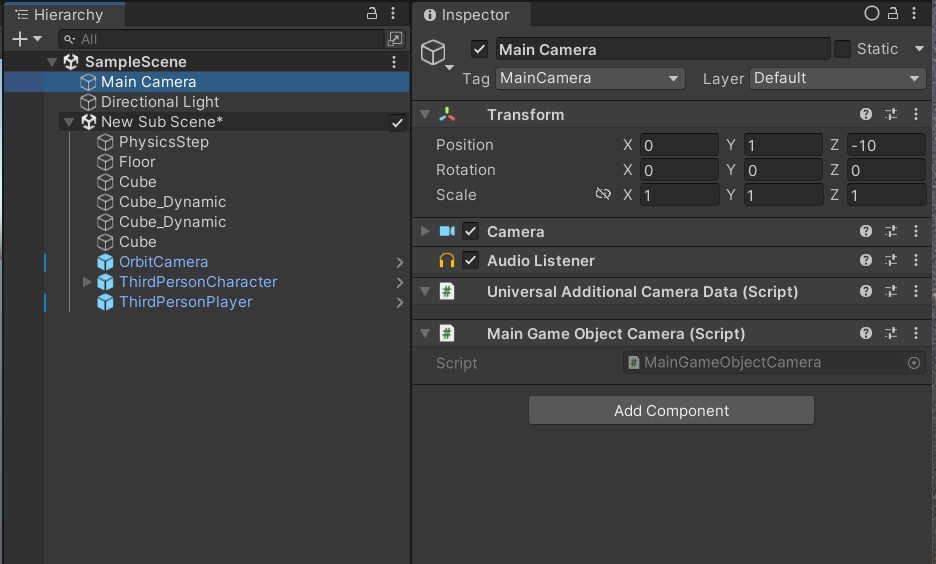 Hierarchy
All
SampleScene
Main Camera
Directional Light
New Sub Scene*
PhysicsStep
Floor
Cube
Cube_Dynamic
Cube_Dynamic
Cube
OrbitCamera
ThirdPersonCharacter
ThirdPersonPlayer
Inspector
Main Camera Static
Tag MainCamera Layer Default
Transform
Position X 0 Y 1 Z -10
Rotation X 0 Y 0 Z 0
Scale X 1 Y 1 Z 1
Camera
Audio Listener
# Universal Additional Camera Data (Script)
# Main Game Object Camera (Script)
Script # MainGameObjectCamera
Add Component